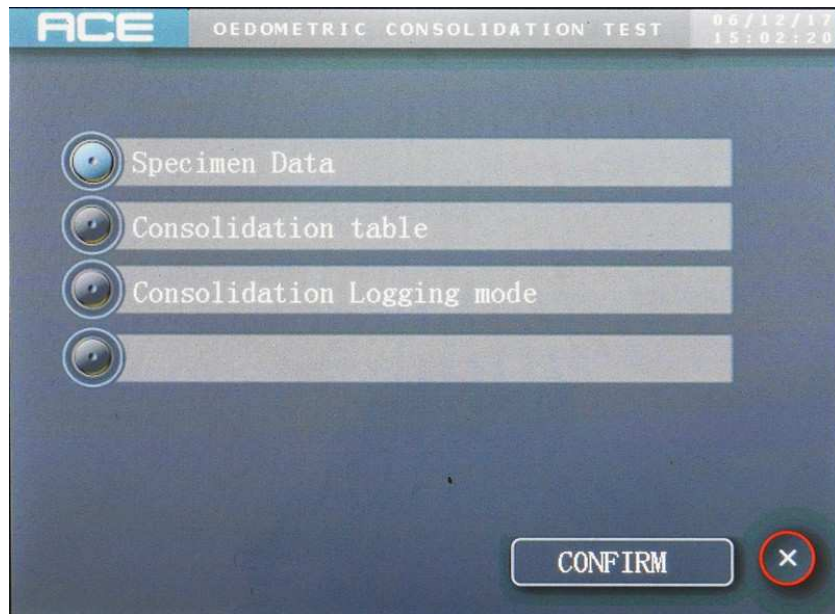 ACE
OEDOMETRIC CONSOLIDATION TEST
06/12/17
15:02:20
Specimen Data
Consolidation table
Consolidation Logging mode
CONFIRM